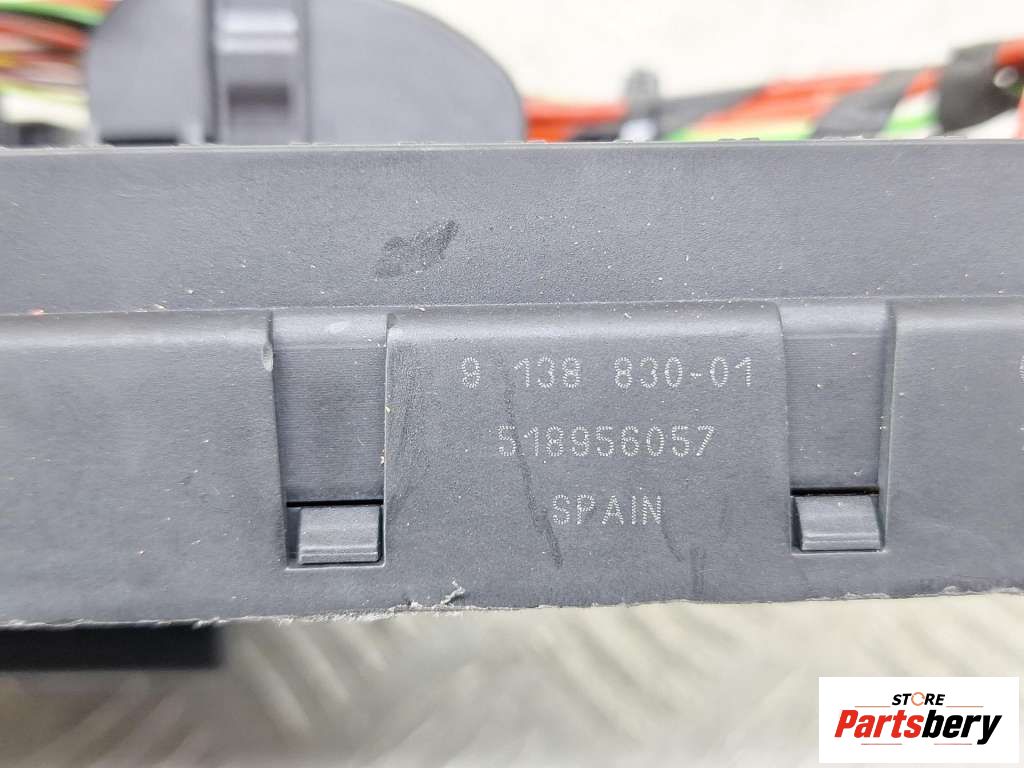 9 138 830-01
518956057
SPAIN
STORE
Partsbery